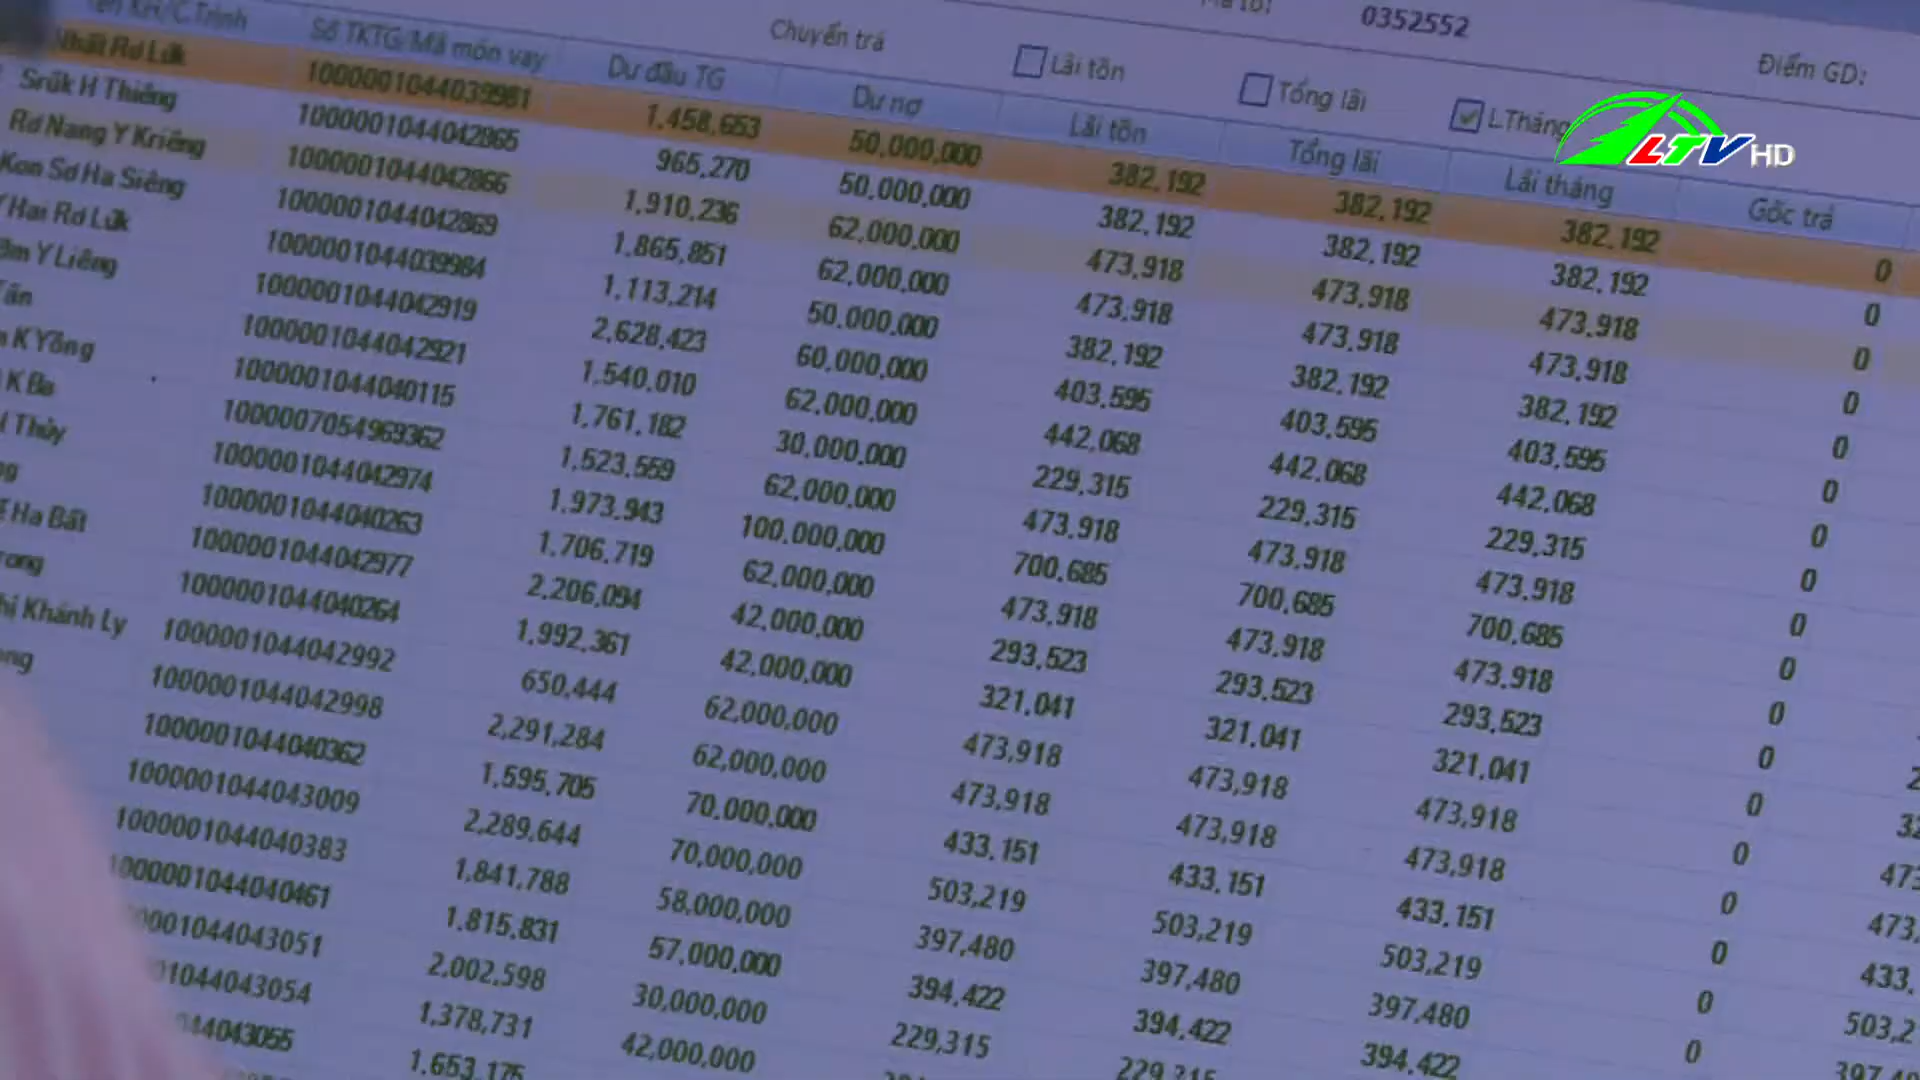 Mã tổ: 0352552
Chuyển trả Lãi tồn Tổng lãi L.Tháng Điểm GD:
LTV HD
Tên KH/C.Trình Số TKTG/Mã món vay Dư đầu TG Dư nợ Lãi tồn Tổng lãi Lãi tháng Gốc trả
Nhất Rơ Lük 1000001044039981 1,458,653 50,000,000 382,192 382,192 382,192 0
Srŭk H Thiêng 1000001044042865 965,270 50,000,000 382,192 382,192 382,192 0
Rơ Nang Y Kriêng 1000001044042866 1,910,236 62,000,000 473,918 473,918 473,918 0
Kon Sơ Ha Siêng 1000001044042869 1,865,851 62,000,000 473,918 473,918 473,918 0
Hai Rơ Lük 1000001044039984 1,113,214 50,000,000 382,192 382,192 382,192 0
Y Liêng 1000001044042919 2,628,423 60,000,000 403,595 403,595 403,595 0
1000001044042921 1,540,010 62,000,000 442,068 442,068 442,068 0
K Yõng 1000001044040115 1,761,182 30,000,000 229,315 229,315 229,315 0
K Ba 1000007054969362 1,523,559 62,000,000 473,918 473,918 473,918 0
Thủy 1000001044042974 1,973,943 100,000,000 700,685 700,685 700,685 0
1000001044040263 1,706,719 62,000,000 473,918 473,918 473,918 0
Ha Bất 1000001044042977 2,206,094 42,000,000 293,523 293,523 293,523 0
1000001044040264 1,992,361 42,000,000 321,041 321,041 321,041 0
Khánh Ly 1000001044042992 650,444 62,000,000 473,918 473,918 473,918 0
1000001044042998 2,291,284 62,000,000 473,918 473,918 473,918 0
1000001044040362 1,595,705 70,000,000 433,151 433,151 433,151 0
1000001044043009 2,289,644 70,000,000 503,219 503,219 503,219 0
1000001044040383 1,841,788 58,000,000 397,480 397,480 397,480 0
1000001044040461 1,815,831 57,000,000 394,422 394,422 394,422
2,002,598 30,000,000 229,315 229,315
1,378,731 42,000,000
1,653,175